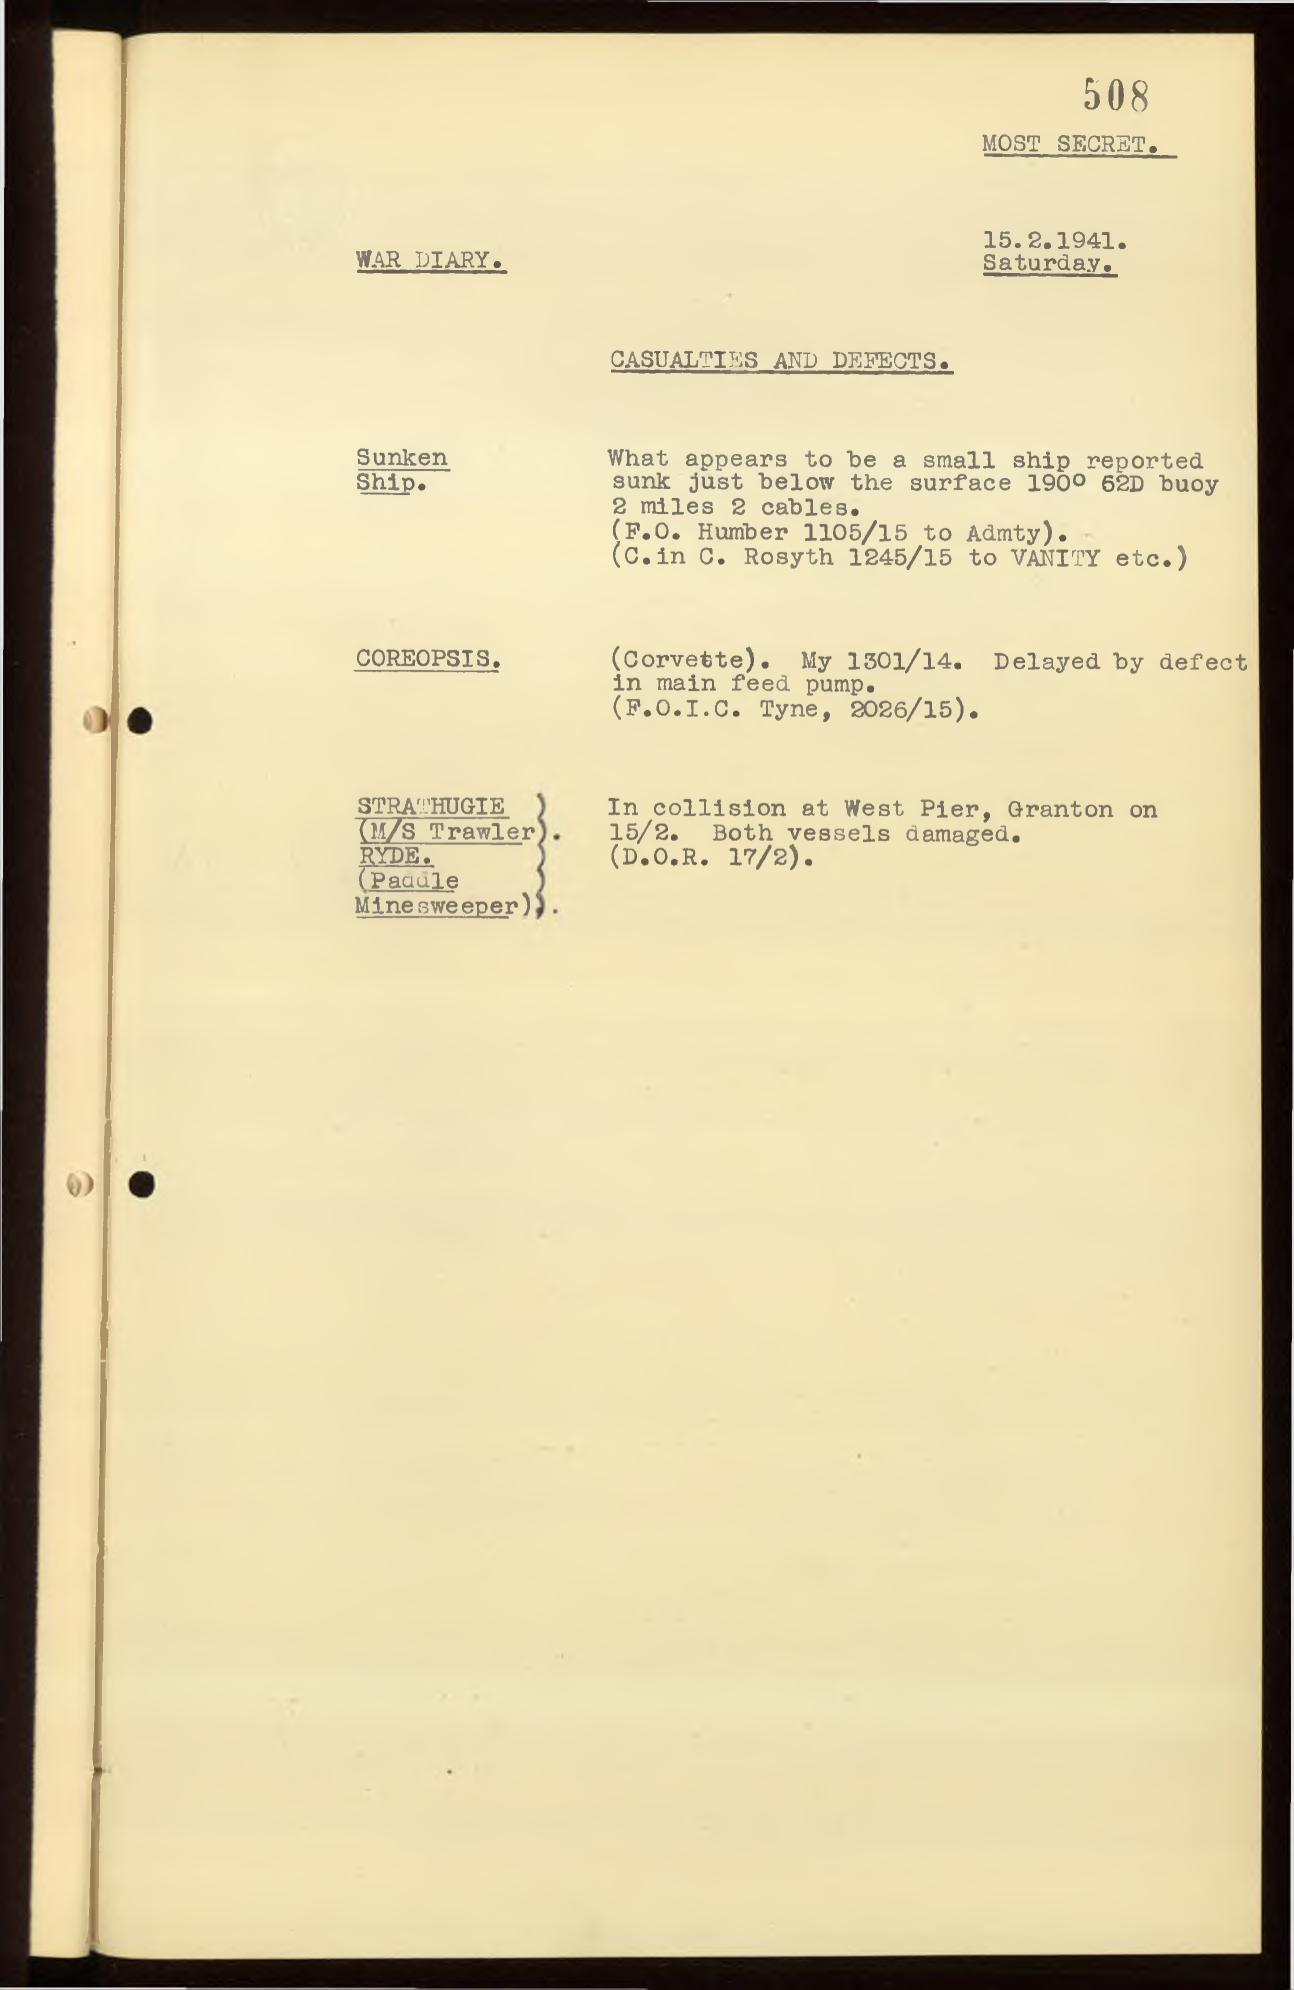 508
MOST SECRET.
15.2.1941.
WAR DIARY.
Saturday.
CASUALTIES AND DEFECTS.
Sunken
Ship.
What appears to be a small ship reported
sunk just below the surface 190° 62D buoy
2 miles 2 cables.
(F.O. Humber 1105/15 to Admty).
(C.in C. Rosyth 1245/15 to VANITY etc.)
COREOPSIS.
(Corvette).  My 1301/14.  Delayed by defect
in main feed pump.
(F.O.I.C. Tyne, 2026/15).
STRATHUGIE )
(M/S Trawler).
RYDE. )
(Paddle )
Minesweeper)).
In collision at West Pier, Granton on
15/2.  Both vessels damaged.
(D.O.R. 17/2).